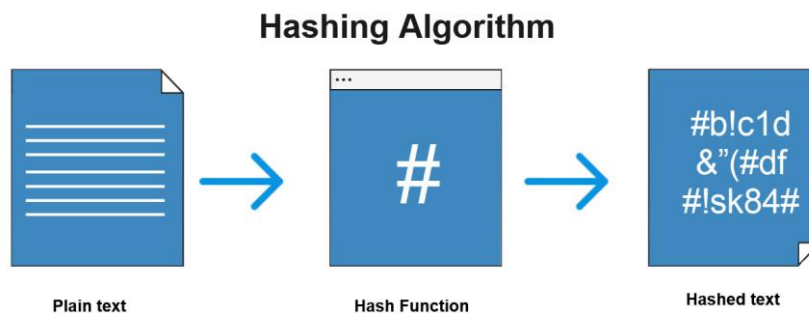 Hashing Algorithm
#
#b!c1d
&”(#df
#!sk84#
Plain text
Hash Function
Hashed text